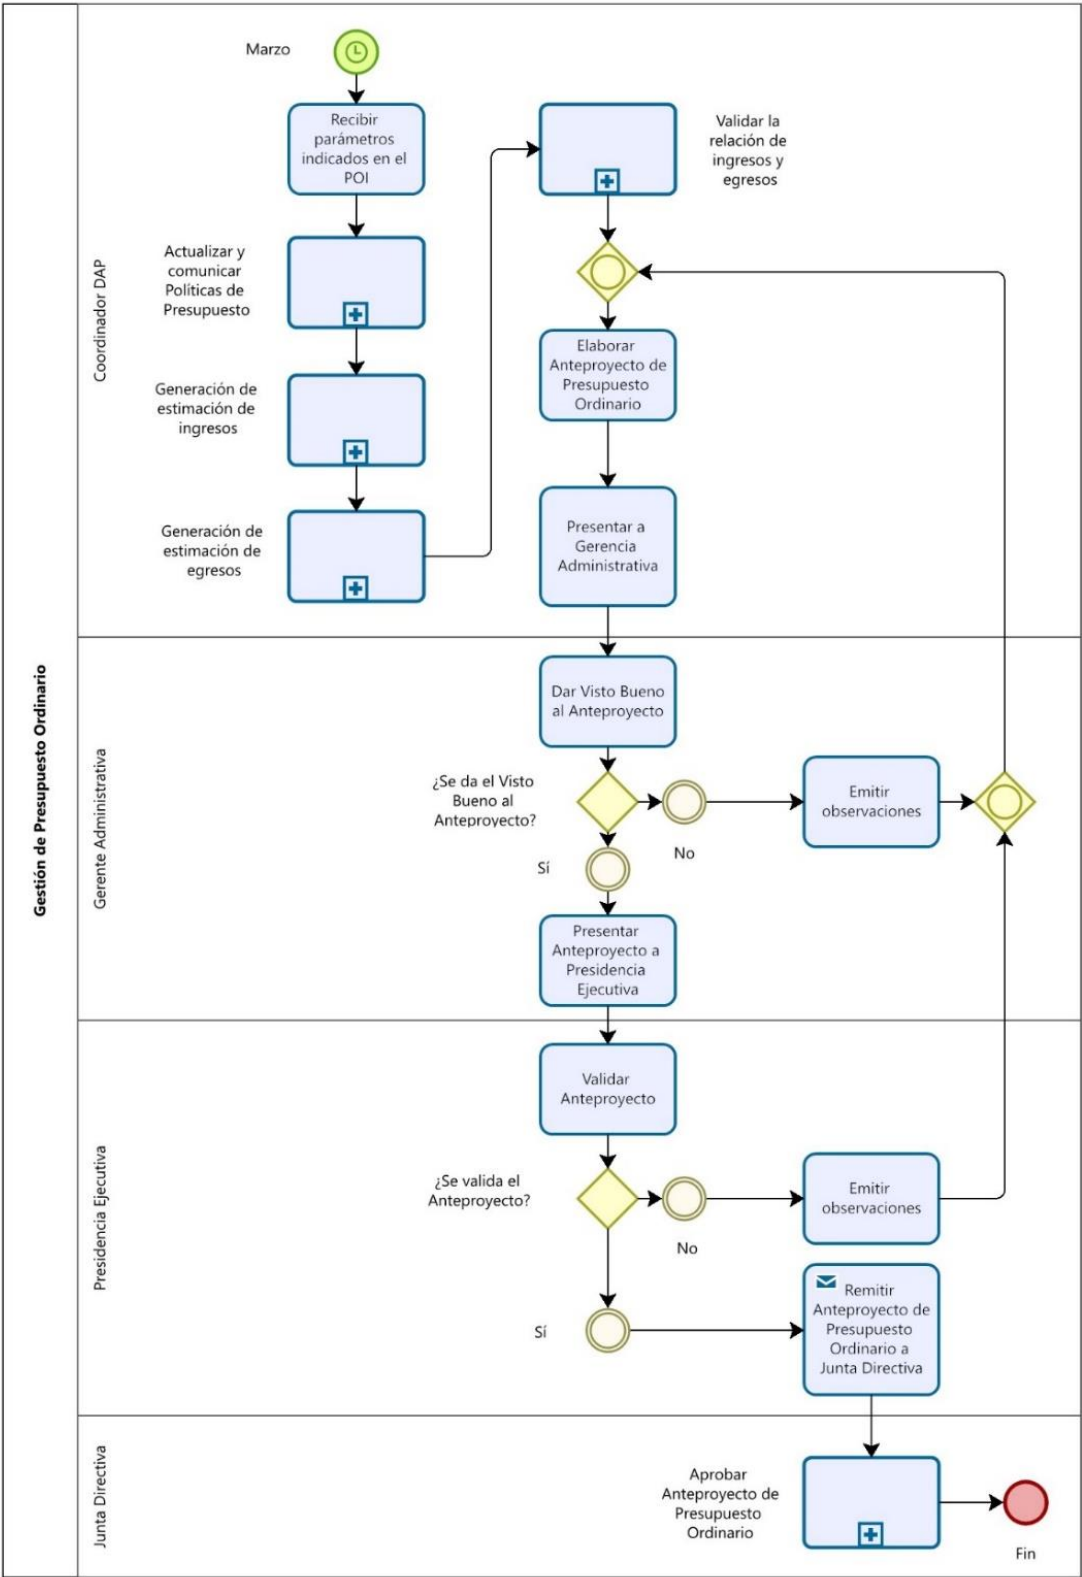 Gestión de Presupuesto Ordinario
Coordinador DAP
Marzo
Recibir
parámetros
indicados en el
POI
Actualizar y
comunicar
Políticas de
Presupuesto
Generación de
estimación de
ingresos
Generación de
estimación de
egresos
Validar la
relación de
ingresos y
egresos
Elaborar
Anteproyecto de
Presupuesto
Ordinario
Presentar a
Gerencia
Administrativa
Gerente Administrativa
Dar Visto Bueno
al Anteproyecto
¿Se da el Visto
Bueno al
Anteproyecto?
No
Emitir
observaciones
Sí
Presentar
Anteproyecto a
Presidencia
Ejecutiva
Presidencia Ejecutiva
Validar
Anteproyecto
¿Se valida el
Anteproyecto?
No
Emitir
observaciones
Sí
Remitir
Anteproyecto de
Presupuesto
Ordinario a
Junta Directiva
Junta Directiva
Aprobar
Anteproyecto de
Presupuesto
Ordinario
Fin